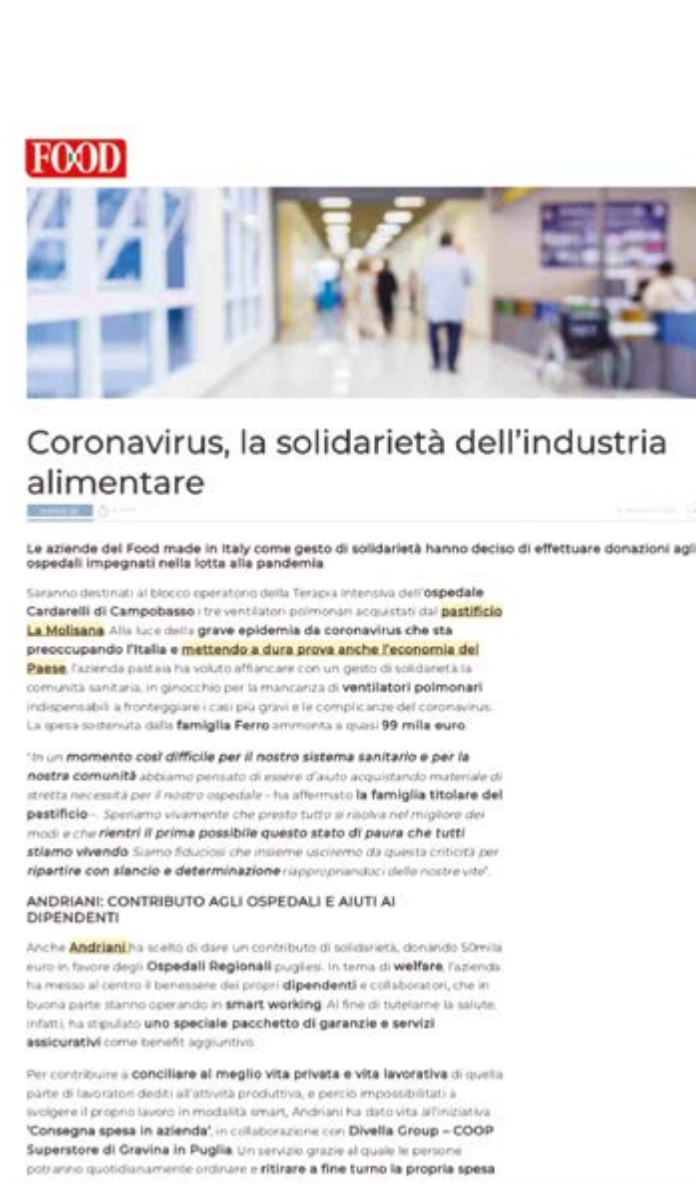 FOOD
Coronavirus, la solidarietà dell'industria
alimentare
Le aziende del Food made in Italy come gesto di solidarietà hanno deciso di effettuare donazioni agli
ospedali impegnati nella lotta alla pandemia
Saranno destinati al blocco operatorio della Terapia Intensiva dell'ospedale
Cardarelli di Campobasso i tre ventilatori polmonari acquistati dal pastificio
La Molisana. Alla luce della grave epidemia da coronavirus che sta
preoccupando l'Italia e mettendo a dura prova anche l'economia del
Paese, l'azienda pastaia ha voluto affiancare con un gesto di solidarietà la
comunità sanitaria, in ginocchio per la mancanza di ventilatori polmonari
indispensabili a fronteggiare i casi più gravi e le complicanze del coronavirus.
La spesa sostenuta dalla famiglia Ferro ammonta a quasi 99 mila euro.
"In un momento così difficile per il nostro sistema sanitario e per la
nostra comunità abbiamo pensato di essere d'aiuto acquistando materiale di
stretta necessità per il nostro ospedale - ha affermato la famiglia titolare del
pastificio -. Speriamo vivamente che presto tutto si risolva nel migliore dei
modi e che rientri il prima possibile questo stato di paura che tutti
stiamo vivendo. Siamo fiduciosi che insieme usciremo da questa criticità per
ripartire con slancio e determinazione riappropriandoci delle nostre vite".
ANDRIANI: CONTRIBUTO AGLI OSPEDALI E AIUTI AI
DIPENDENTI
Anche Andriani ha scelto di dare un contributo di solidarietà, donando 50mila
euro in favore degli Ospedali Regionali pugliesi. In tema di welfare, l'azienda
ha messo al centro il benessere dei propri dipendenti e collaboratori, che in
buona parte stanno operando in smart working. Al fine di tutelarne la salute,
infatti, ha stipulato uno speciale pacchetto di garanzie e servizi
assicurativi come benefit aggiuntivo.
Per contribuire a conciliare al meglio vita privata e vita lavorativa di quella
parte di lavoratori dediti all'attività produttiva, e perciò impossibilitati a
svolgere il proprio lavoro in modalità smart, Andriani ha dato vita all'iniziativa
'Consegna spesa in azienda', in collaborazione con Divella Group – COOP
Superstore di Gravina in Puglia. Un servizio grazie al quale le persone
potranno quotidianamente ordinare e ritirare a fine turno la propria spesa